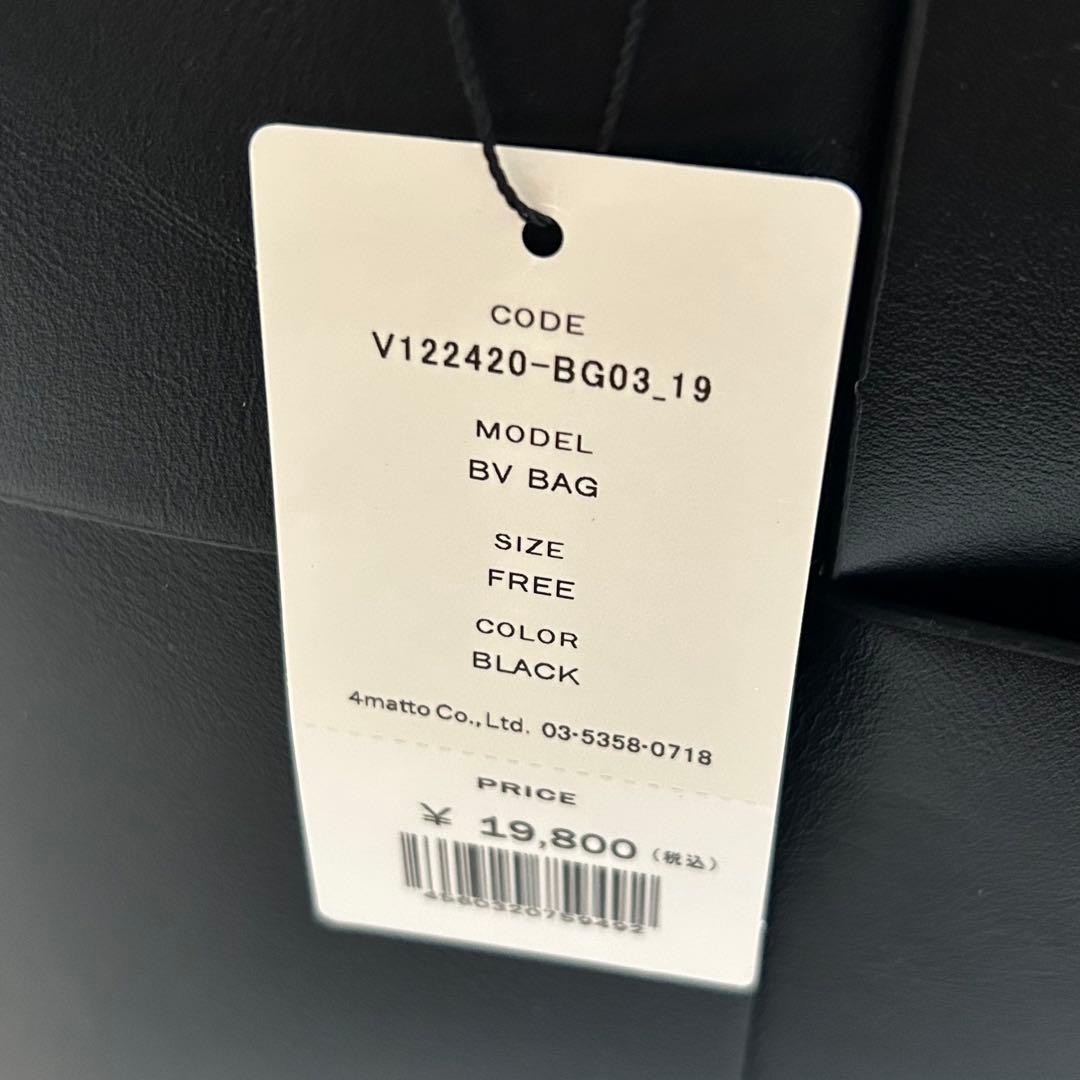 CODE
V122420-BG03_19
MODEL
BV BAG
SIZE
FREE
COLOR
BLACK
4matto Co.,Ltd. 03-5358-0718
PRICE
¥ 19,800 (税込)
4580320759492